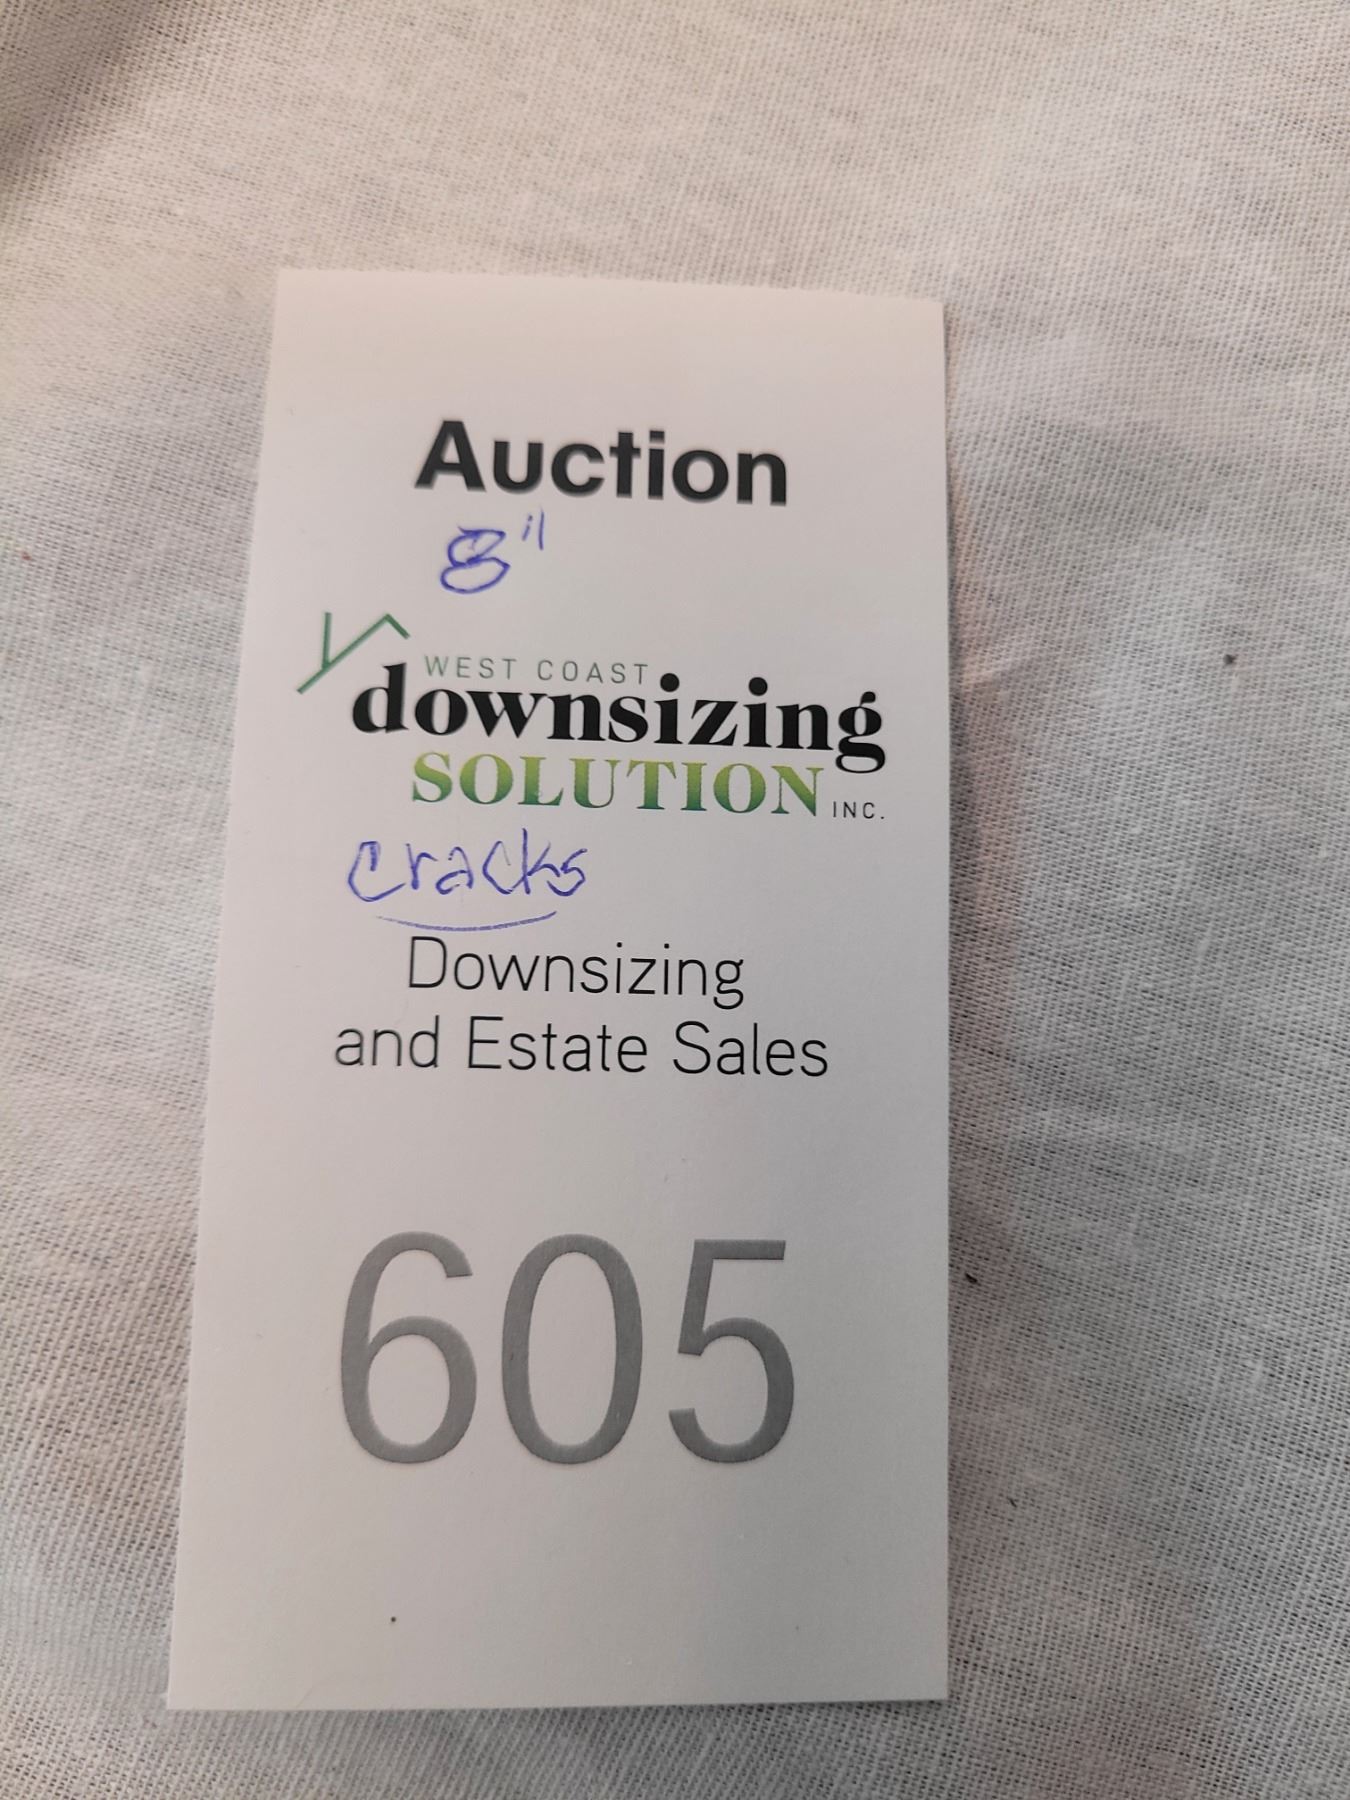 Auction
8"
WEST COAST
downsizing
SOLUTION INC.
cracks
Downsizing
and Estate Sales
605